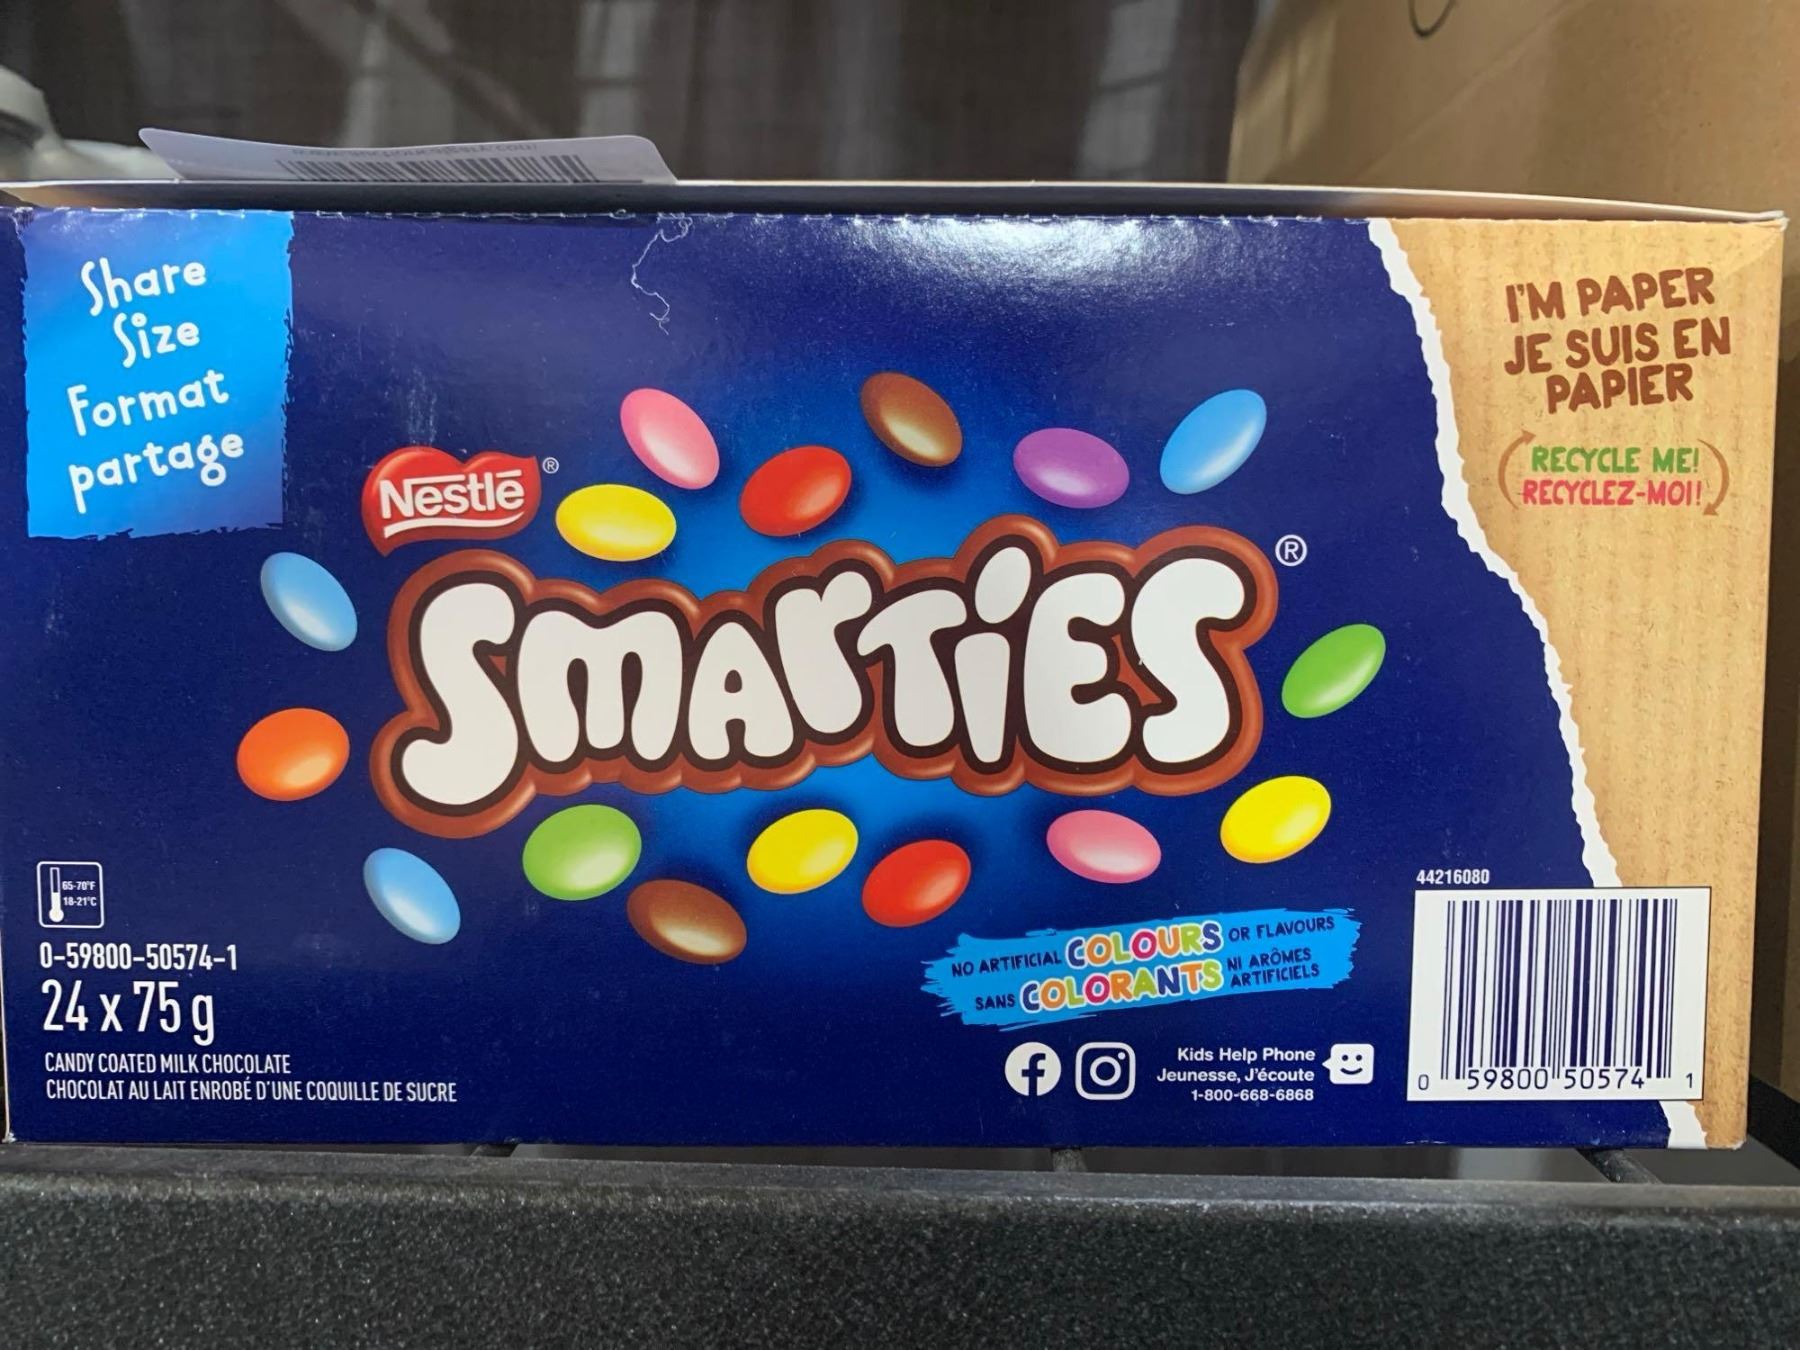 Share
Size
Format
partage
I'M PAPER
JE SUIS EN
PAPIER
RECYCLE ME!
RECYCLEZ-MOI!
Nestlē ®
SMARTIES ®
65-70°F
18-21°C
0-59800-50574-1
24 x 75 g
CANDY COATED MILK CHOCOLATE
CHOCOLAT AU LAIT ENROBÉ D'UNE COQUILLE DE SUCRE
NO ARTIFICIAL COLOURS OR FLAVOURS
SANS COLORANTS NI ARÔMES
ARTIFICIELS
Kids Help Phone
Jeunesse, J'écoute
1-800-668-6868
44216080
0 59800 50574 1